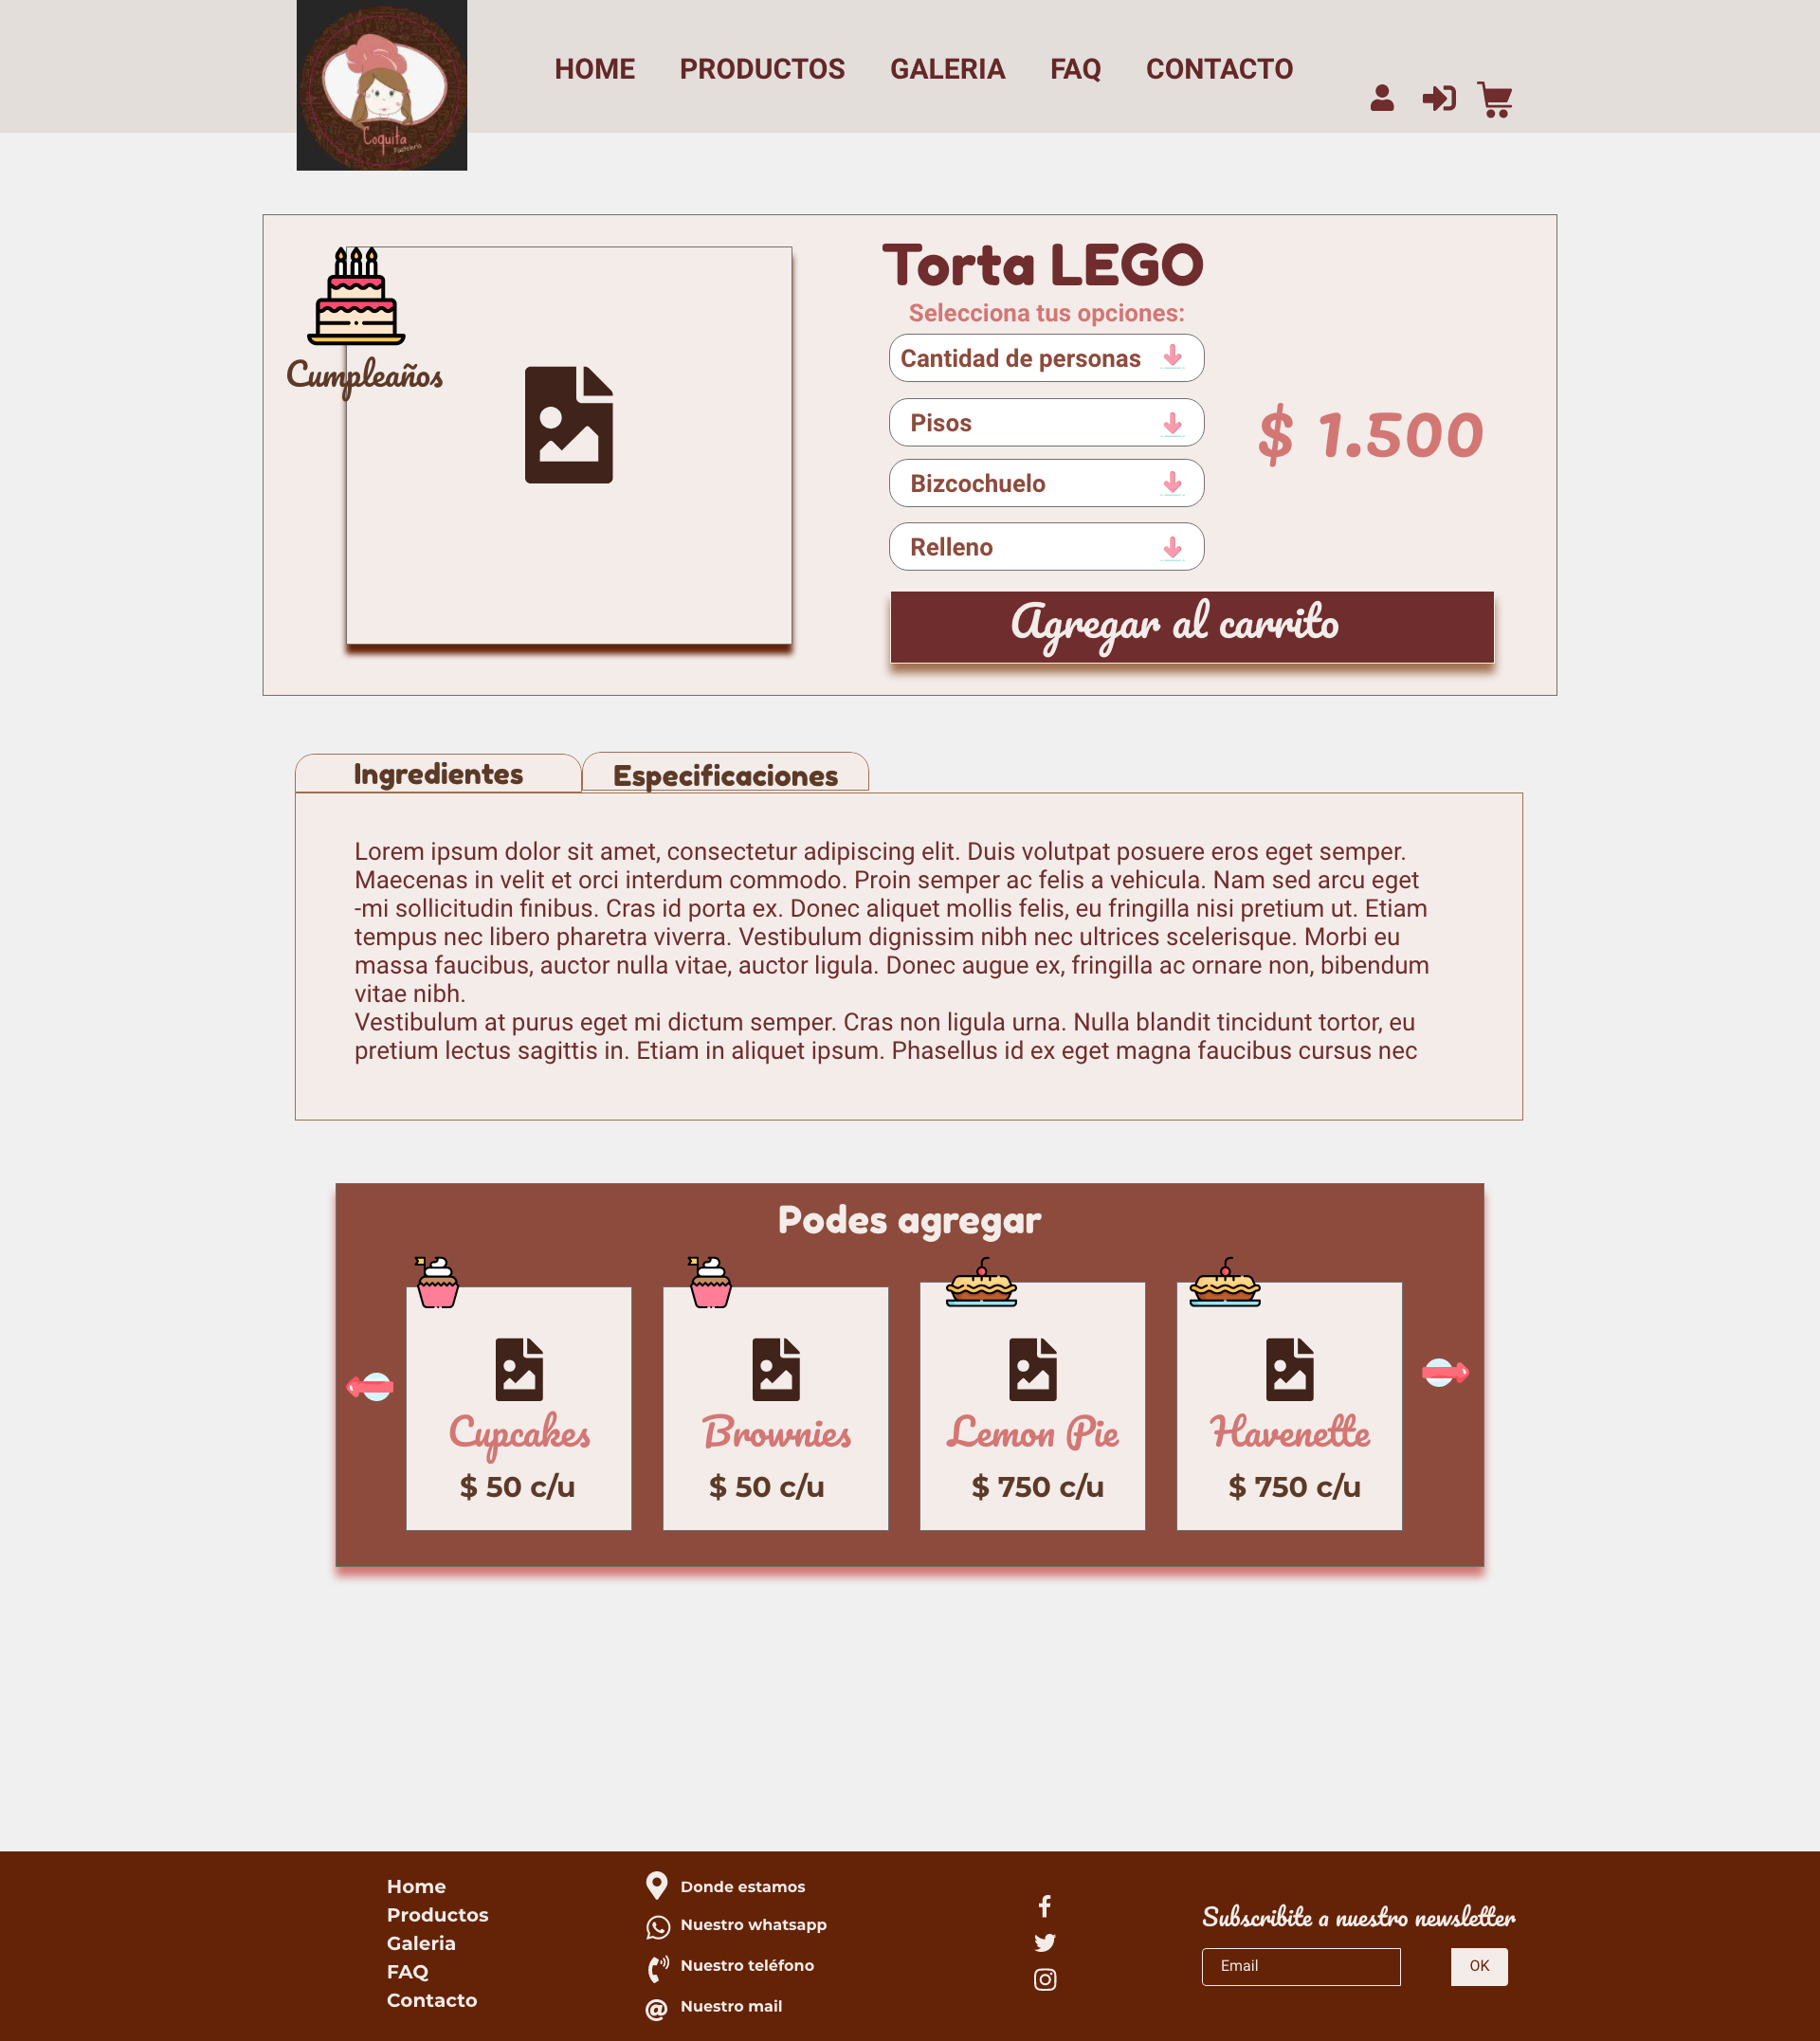 Coquita
Pastelería
HOME PRODUCTOS GALERIA FAQ CONTACTO
Cumpleaños
Torta LEGO
Selecciona tus opciones:
Cantidad de personas
Pisos
Bizcochuelo
Relleno
$ 1.500
Agregar al carrito
Ingredientes
Especificaciones
Lorem ipsum dolor sit amet, consectetur adipiscing elit. Duis volutpat posuere eros eget semper.
Maecenas in velit et orci interdum commodo. Proin semper ac felis a vehicula. Nam sed arcu eget
-mi sollicitudin finibus. Cras id porta ex. Donec aliquet mollis felis, eu fringilla nisi pretium ut. Etiam
tempus nec libero pharetra viverra. Vestibulum dignissim nibh nec ultrices scelerisque. Morbi eu
massa faucibus, auctor nulla vitae, auctor ligula. Donec augue ex, fringilla ac ornare non, bibendum
vitae nibh.
Vestibulum at purus eget mi dictum semper. Cras non ligula urna. Nulla blandit tincidunt tortor, eu
pretium lectus sagittis in. Etiam in aliquet ipsum. Phasellus id ex eget magna faucibus cursus nec
Podes agregar
Cupcakes
$ 50 c/u
Brownies
$ 50 c/u
Lemon Pie
$ 750 c/u
Havenette
$ 750 c/u
Home
Productos
Galeria
FAQ
Contacto
Donde estamos
Nuestro whatsapp
Nuestro teléfono
@ Nuestro mail
Subscribite a nuestro newsletter
Email
OK